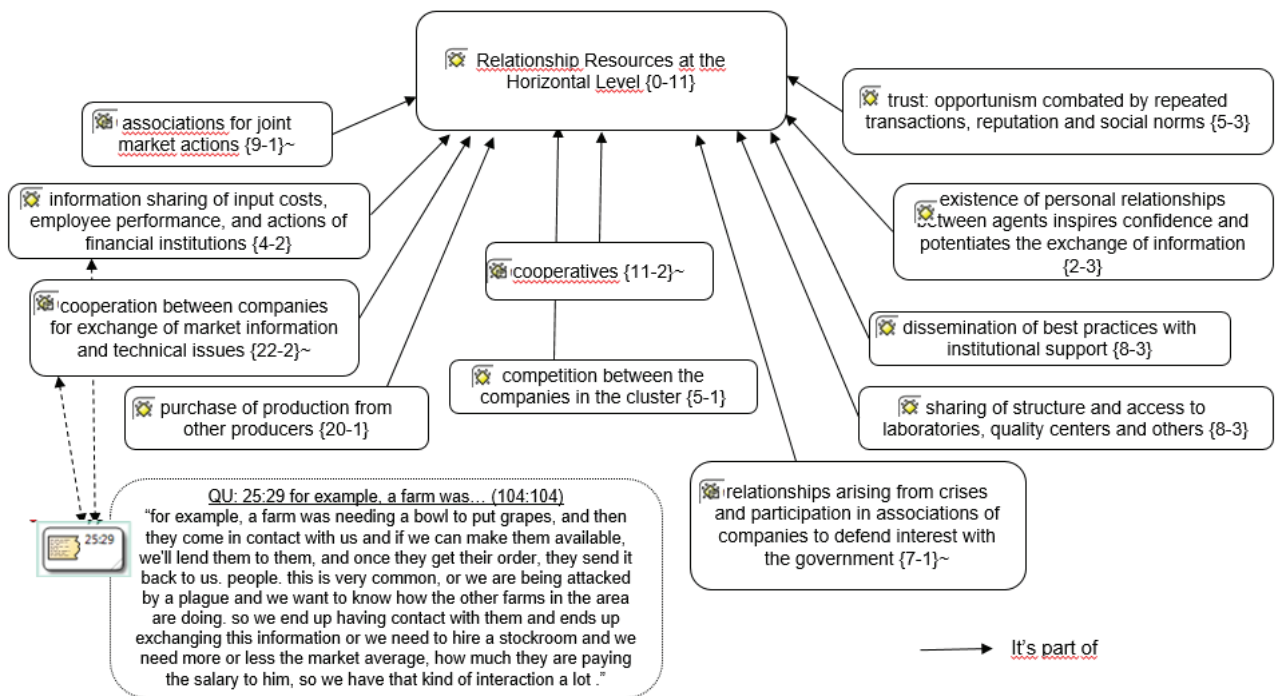 Relationship Resources at the
Horizontal Level {0-11}
associations for joint
market actions {9-1}~
information sharing of input costs,
employee performance, and actions of
financial institutions {4-2}
cooperation between companies
for exchange of market information
and technical issues {22-2}~
purchase of production from
other producers {20-1}
cooperatives {11-2}~
competition between the
companies in the cluster {5-1}
trust: opportunism combated by repeated
transactions, reputation and social norms {5-3}
existence of personal relationships
between agents inspires confidence and
potentiates the exchange of information
{2-3}
dissemination of best practices with
institutional support {8-3}
sharing of structure and access to
laboratories, quality centers and others {8-3}
relationships arising from crises
and participation in associations of
companies to defend interest with
the government {7-1}~
25:29
QU: 25:29 for example, a farm was… (104:104)
“for example, a farm was needing a bowl to put grapes, and then
they come in contact with us and if we can make them available,
we'll lend them to them, and once they get their order, they send it
back to us. people. this is very common, or we are being attacked
by a plague and we want to know how the other farms in the area
are doing. so we end up having contact with them and ends up
exchanging this information or we need to hire a stockroom and we
need more or less the market average, how much they are paying
the salary to him, so we have that kind of interaction a lot .”
It’s part of